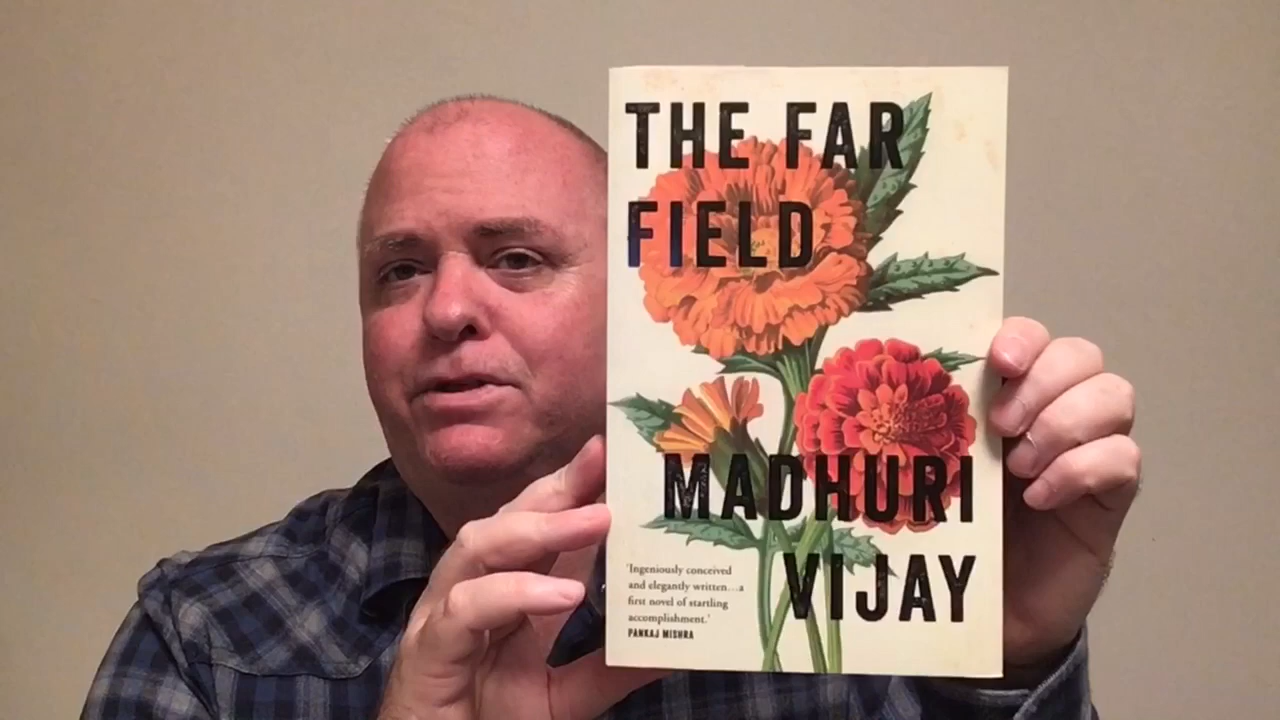 THE FAR
FIELD
MADHURI
VIJAY
'Ingeniously conceived
and elegantly written...a
first novel of startling
accomplishment.'
PANKAJ MISHRA